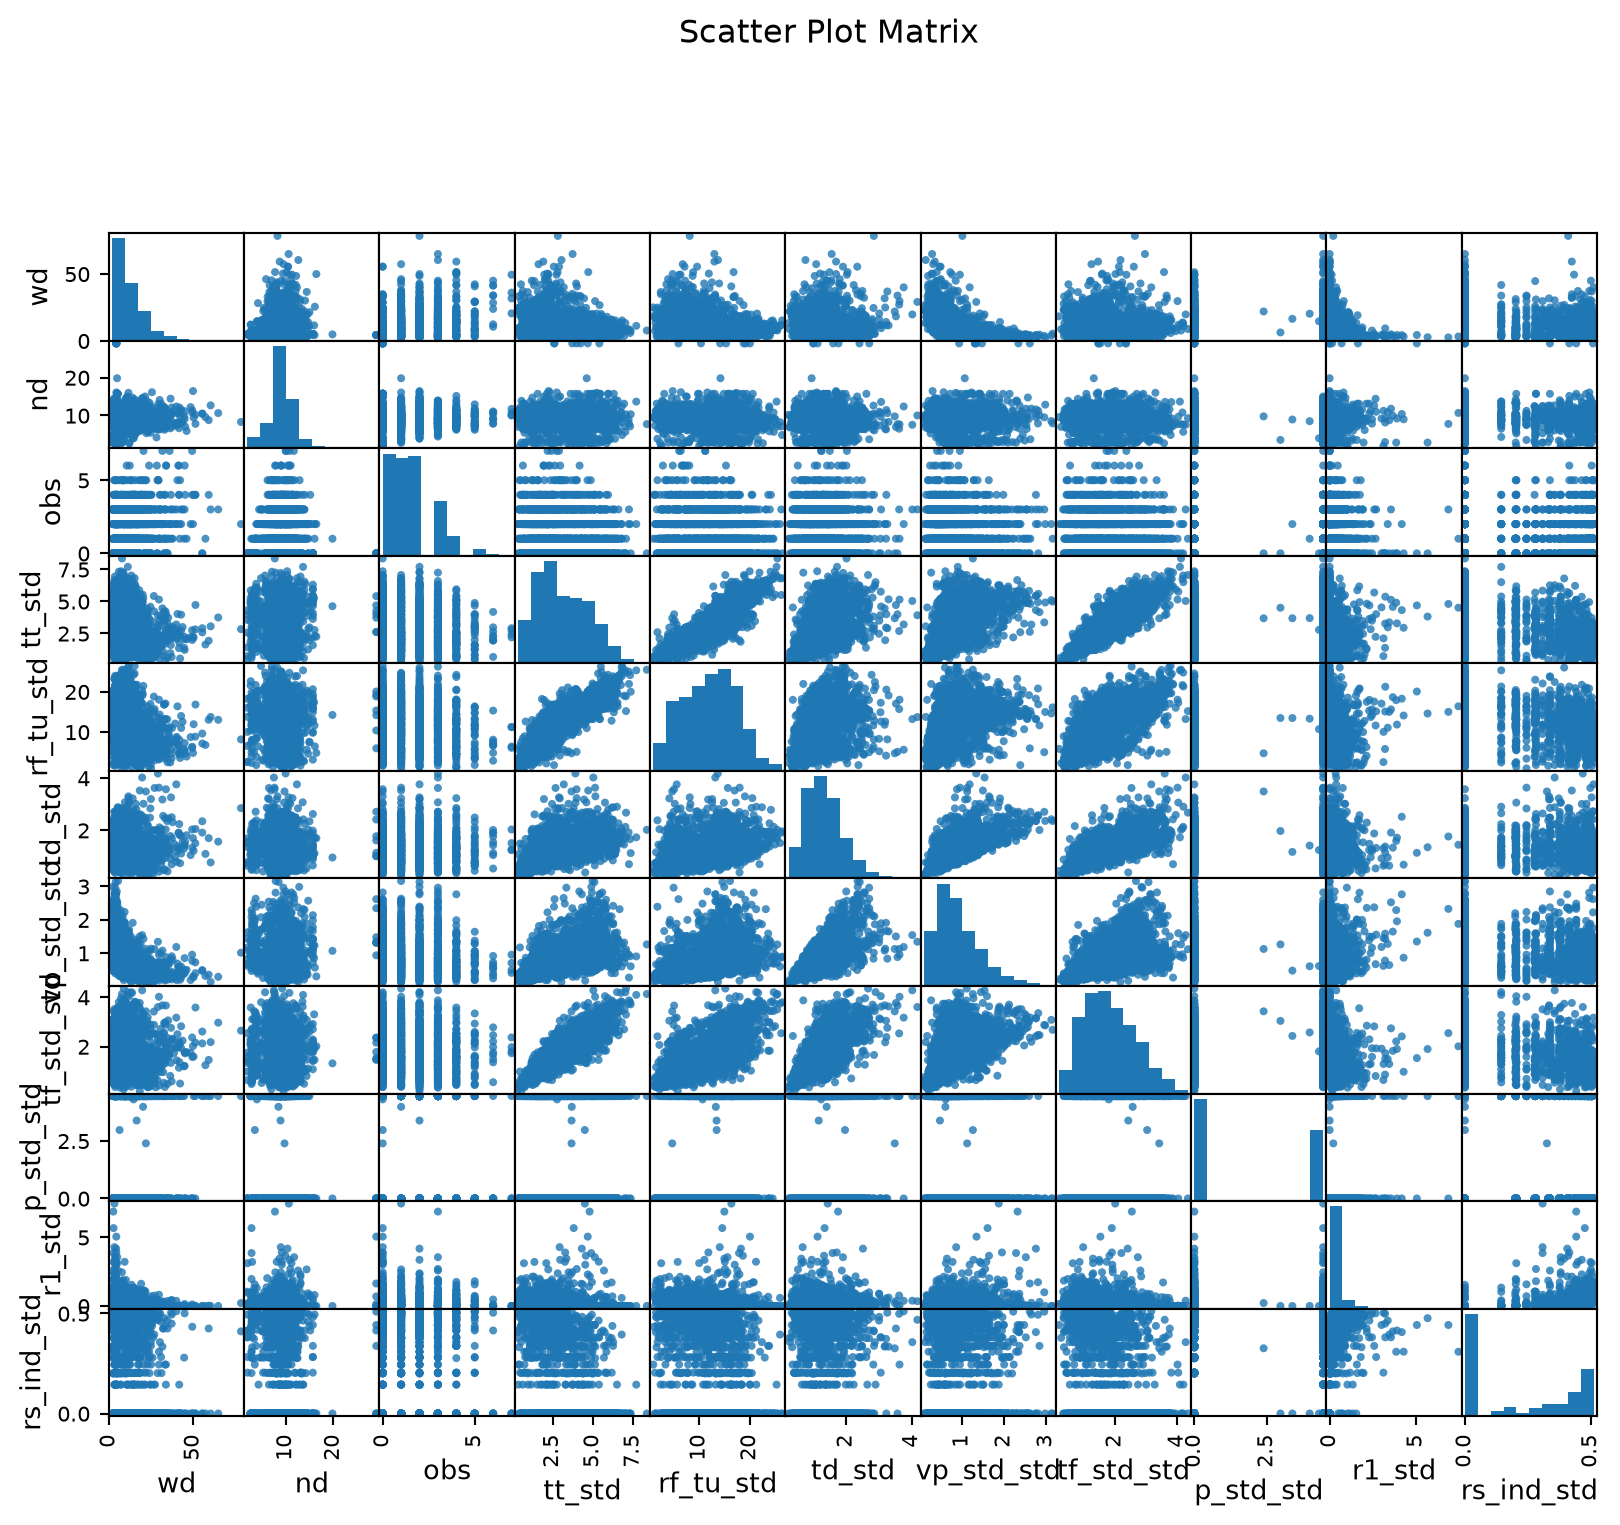 Scatter Plot Matrix
wd
50
0
nd
20
10
obs
5
0
tt_std
7.5
5.0
2.5
rf_tu_std
20
10
td_std
4
2
vp_std_std
3
2
1
tf_std_std
4
2
p_std_std
2.5
0.0
r1_std
5
0
rs_ind_std
0.5
0.0
0 50 10 20 0 5 2.5 5.0 7.5 10 20 2 4 1 2 3 2 4 0.0 2.5 0 5 0.0 0.5
wd nd obs tt_std rf_tu_std td_std vp_std_std tf_std_std p_std_std r1_std rs_ind_std